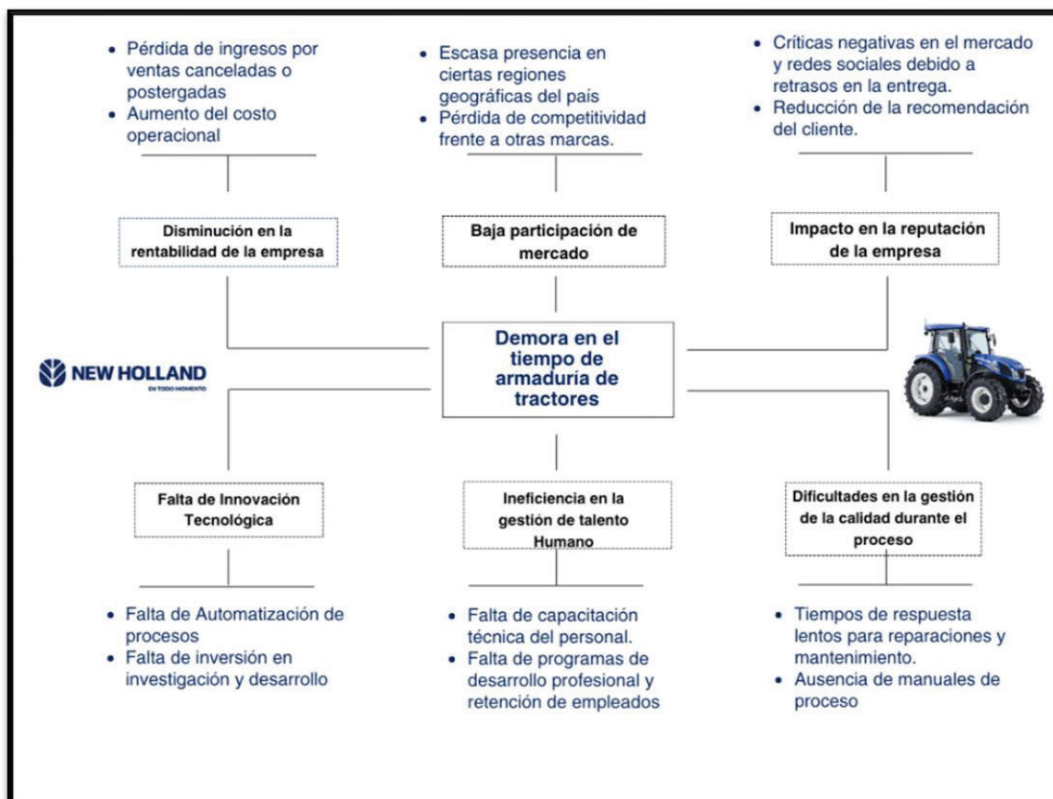 • Pérdida de ingresos por
ventas canceladas o
postergadas
• Aumento del costo
operacional
• Escasa presencia en
ciertas regiones
geográficas del país
• Pérdida de competitividad
frente a otras marcas.
• Críticas negativas en el mercado
y redes sociales debido a
retrasos en la entrega.
• Reducción de la recomendación
del cliente.
Disminución en la
rentabilidad de la empresa
Baja participación de
mercado
Impacto en la reputación
de la empresa
Demora en el
tiempo de
armaduría de
tractores
NEW HOLLAND
EN TODO MOMENTO
Falta de Innovación
Tecnológica
Ineficiencia en la
gestión de talento
Humano
Dificultades en la gestión
de la calidad durante el
proceso
• Falta de Automatización de
procesos
• Falta de inversión en
investigación y desarrollo
• Falta de capacitación
técnica del personal.
• Falta de programas de
desarrollo profesional y
retención de empleados
• Tiempos de respuesta
lentos para reparaciones y
mantenimiento.
• Ausencia de manuales de
proceso